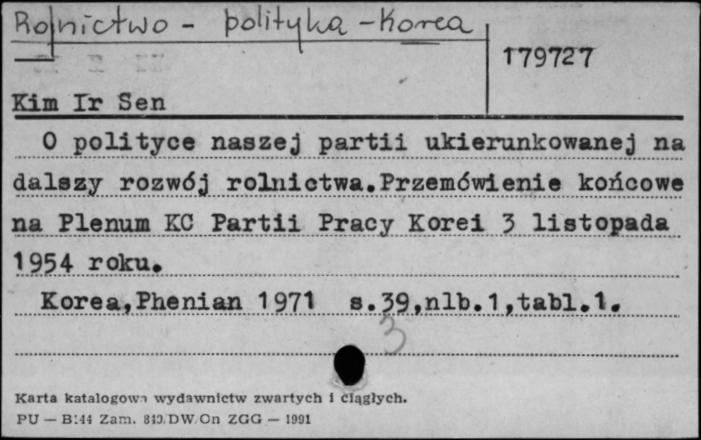 Rolnictwo - polityka - Korea
179727
Kim Ir Sen
O polityce naszej partii ukierunkowanej na
dalszy rozwój rolnictwa.Przemówienie końcowe
na Plenum KC Partii Pracy Korei 3 listopada
1954 roku.
Korea,Phenian 1971 s.39,nlb.1,tabl.1.
3
Karta katalogowa wydawnictw zwartych i ciągłych.
PU — B:44 Zam. DW/On ZGG — 1991